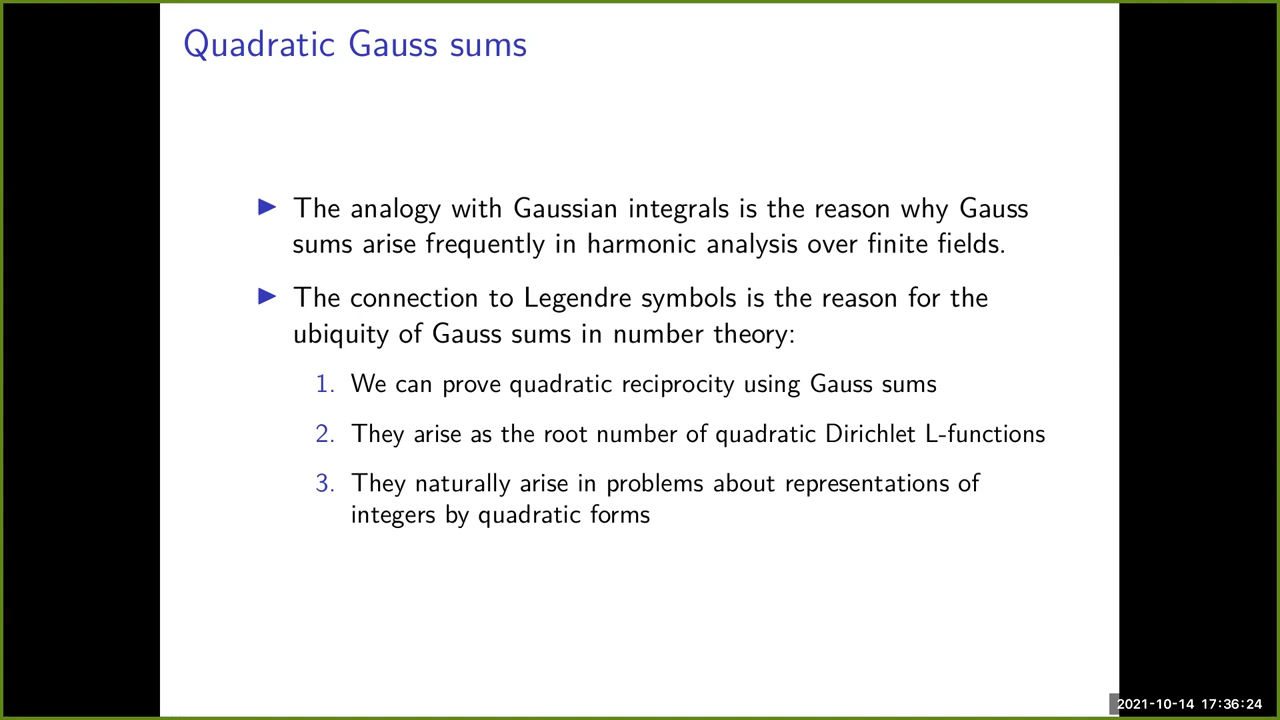 Quadratic Gauss sums
The analogy with Gaussian integrals is the reason why Gauss
sums arise frequently in harmonic analysis over finite fields.
The connection to Legendre symbols is the reason for the
ubiquity of Gauss sums in number theory:
1. We can prove quadratic reciprocity using Gauss sums
2. They arise as the root number of quadratic Dirichlet L-functions
3. They naturally arise in problems about representations of
integers by quadratic forms
2021-10-14 17:36:24